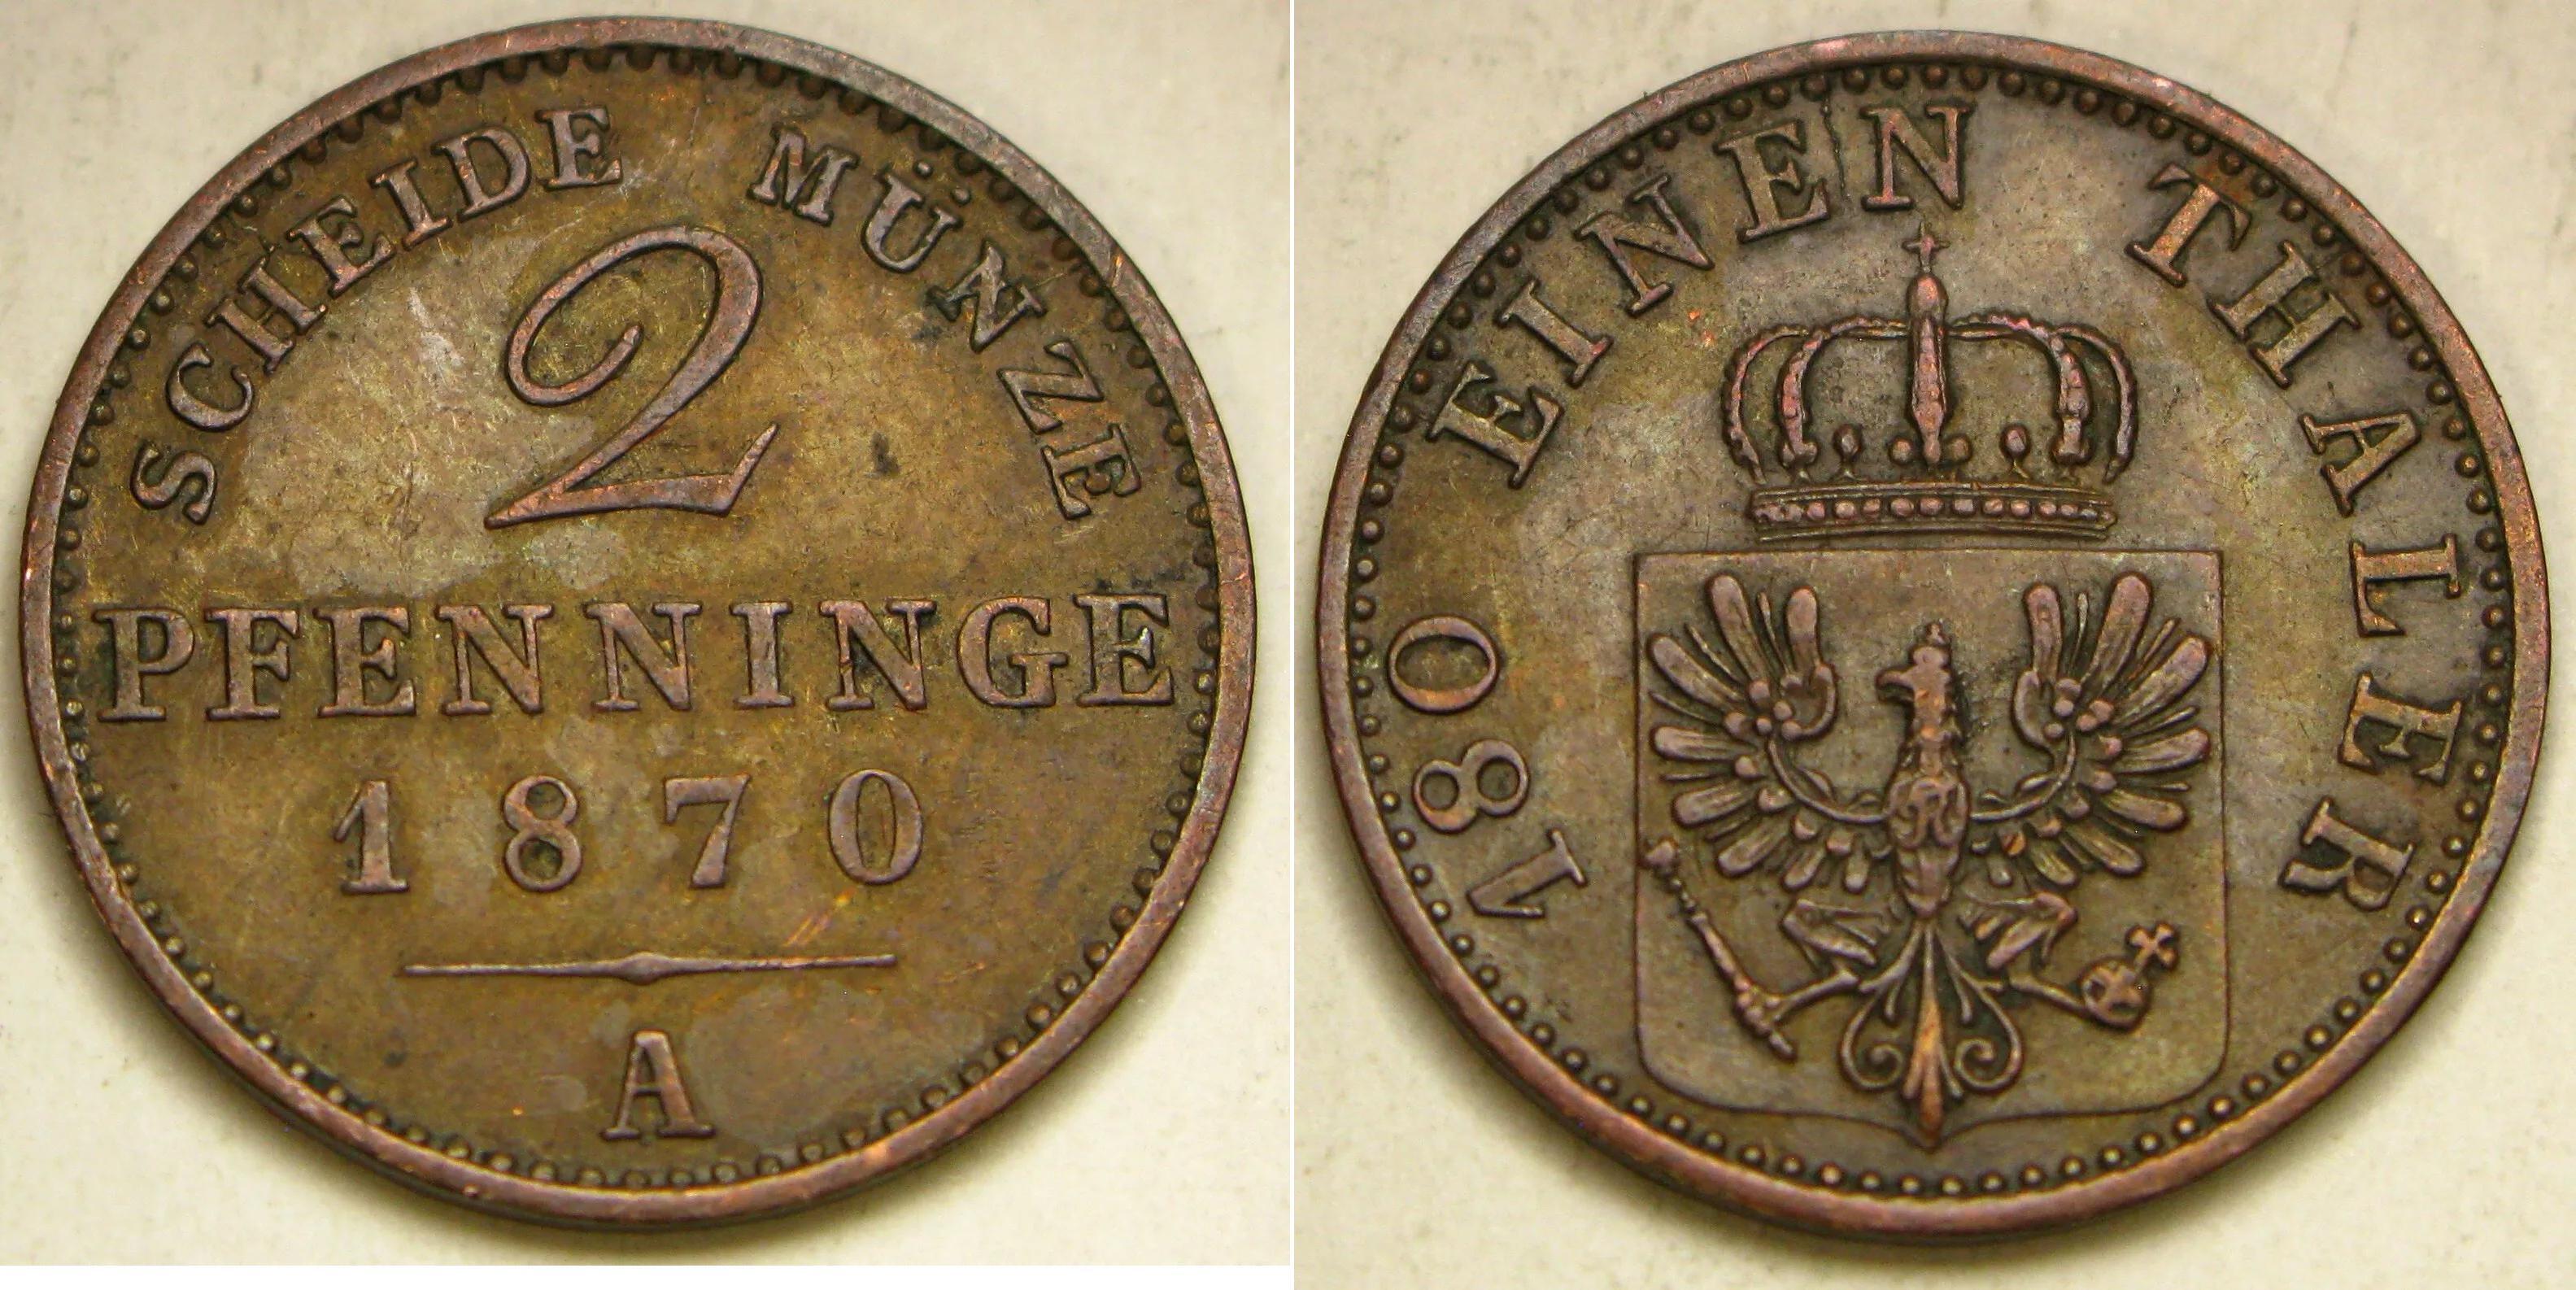 SCHEIDE MÜNZE
2
PFENNINGE
1870
A
180 EINEN THALER